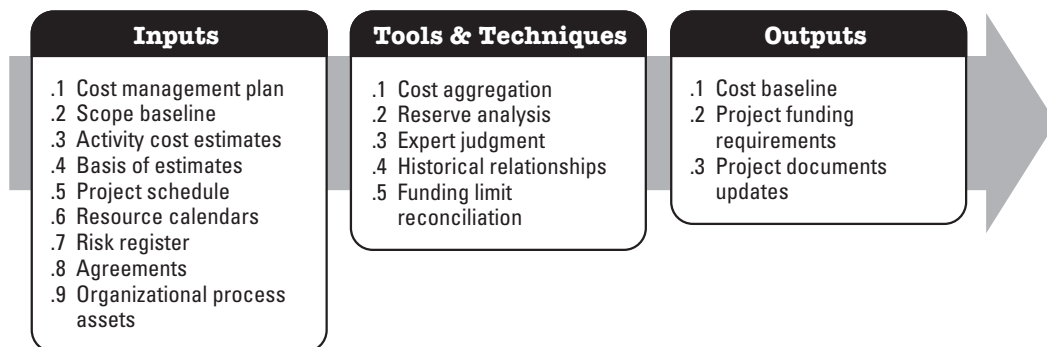 Inputs
.1 Cost management plan
.2 Scope baseline
.3 Activity cost estimates
.4 Basis of estimates
.5 Project schedule
.6 Resource calendars
.7 Risk register
.8 Agreements
.9 Organizational process
assets
Tools & Techniques
.1 Cost aggregation
.2 Reserve analysis
.3 Expert judgment
.4 Historical relationships
.5 Funding limit
reconciliation
Outputs
.1 Cost baseline
.2 Project funding
requirements
.3 Project documents
updates